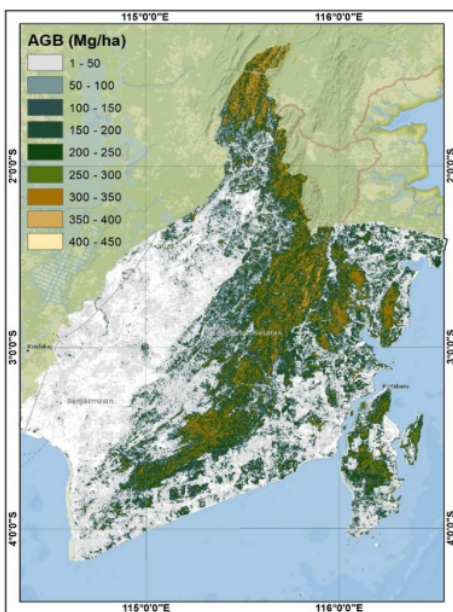 115°0'0"E 116°0'0"E
AGB (Mg/ha)
1 - 50
50 - 100
100 - 150
150 - 200
200 - 250
250 - 300
300 - 350
350 - 400
400 - 450
2°0'0"S 2°0'0"S
3°0'0"S 3°0'0"S
Banjarmasin
4°0'0"S 4°0'0"S
115°0'0"E 116°0'0"E